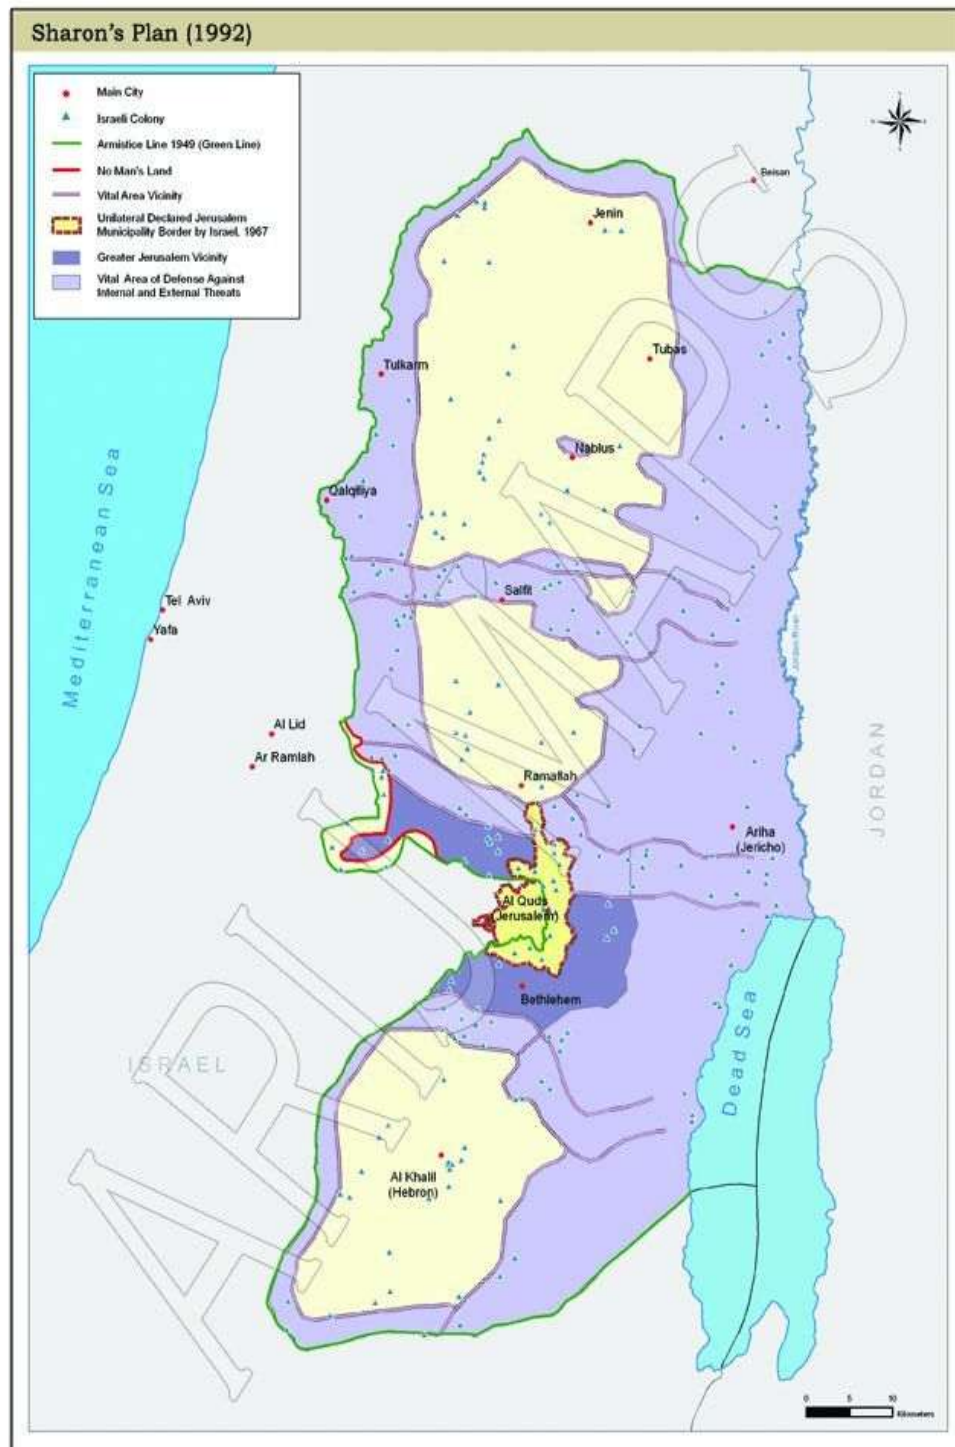 Sharon's Plan (1992)
Main City
Israeli Colony
Armistice Line 1949 (Green Line)
No Man's Land
Vital Area Vicinity
Unilateral Declared Jerusalem
Municipality Border by Israel, 1967
Greater Jerusalem Vicinity
Vital Area of Defense Against
Internal and External Threats
Beisan
Jenin
Tubas
Tulkarm
Nablus
Qalqiliya
Salfit
Tel Aviv
Yafa
Mediterranean Sea
Jordan River
Al Lid
Ar Ramlah
Ramallah
JORDAN
Ariha
(Jericho)
Al Quds
(Jerusalem)
Bethlehem
ISRAEL
Dead Sea
Al Khalil
(Hebron)
0 5 10
Kilometers